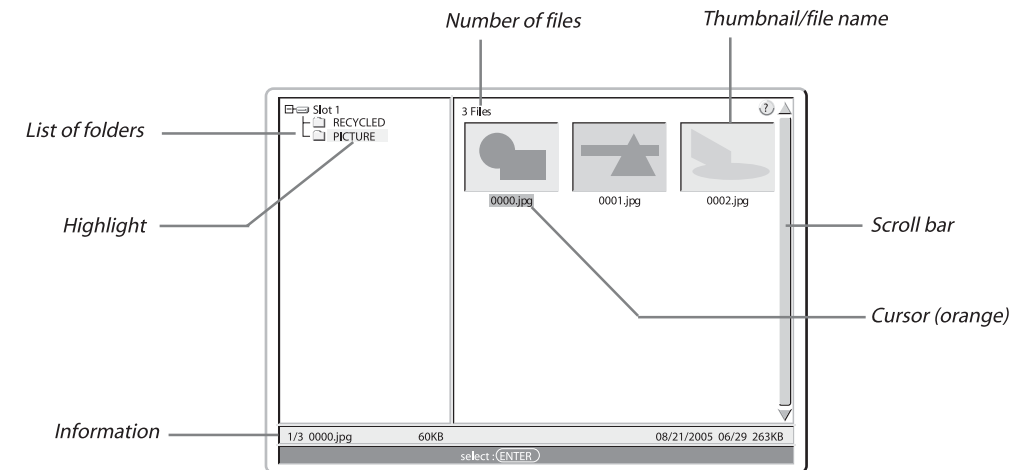 Number of files
Thumbnail/file name
List of folders
Highlight
Information
Scroll bar
Cursor (orange)
Slot 1
RECYCLED
PICTURE
3 Files
?
0000.jpg
0001.jpg
0002.jpg
1/3 0000.jpg 60KB 08/21/2005 06/29 263KB
select :ENTER